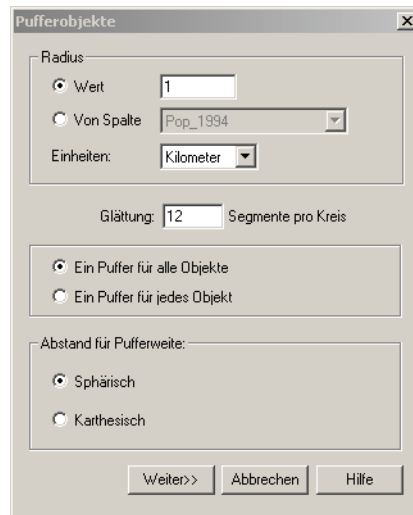 Pufferobjekte
Radius
Wert 1
Von Spalte Pop_1994
Einheiten: Kilometer
Glättung: 12 Segmente pro Kreis
Ein Puffer für alle Objekte
Ein Puffer für jedes Objekt
Abstand für Pufferweite:
Sphärisch
Karthesisch
Weiter>> Abbrechen Hilfe